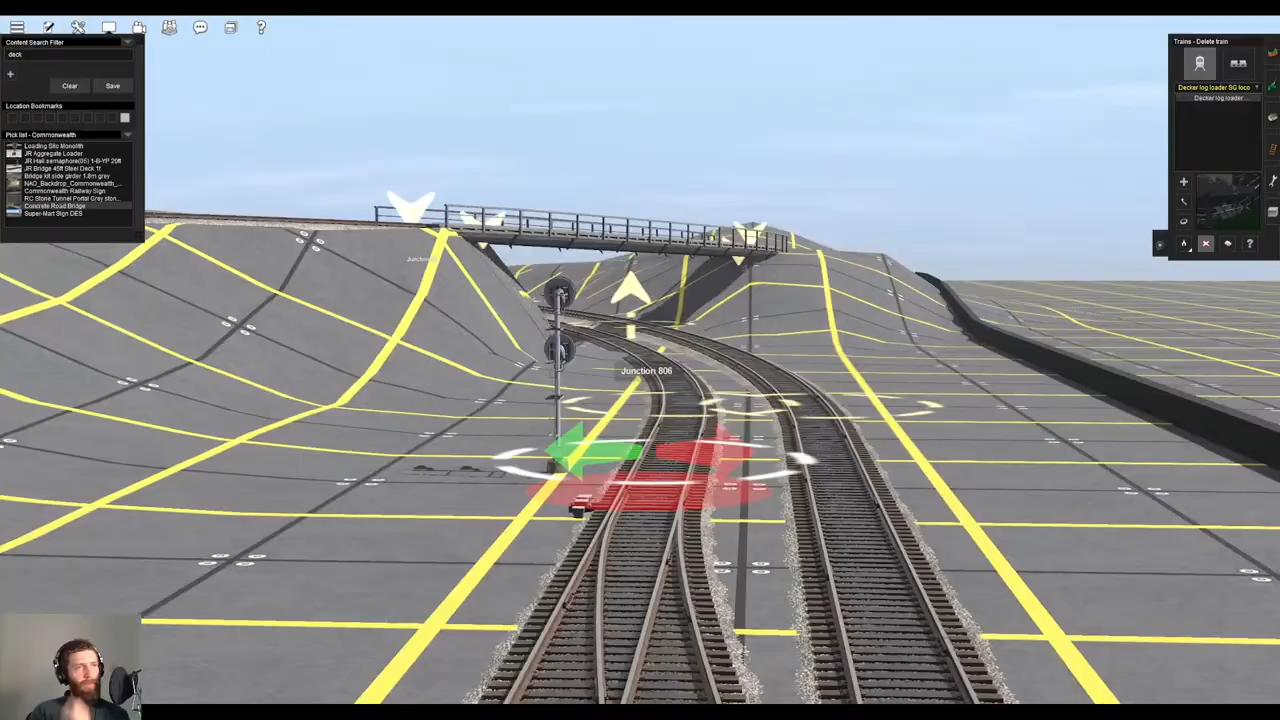 Content Search Filter
deck
Clear
Save
Location Bookmarks
Pick list - Commonwealth
Loading Silo Monolith
JR Aggregate Loader
JR Hall semaphore(05) 1-B-YP 20ft
JR Bridge 45ft Steel Deck 1t
Bridge kit side girder 1.8m grey
NAO_Backdrop_Commonwealth_...
Commonwealth Railway Sign
RC Stone Tunnel Portal Grey ston...
Concrete Road Bridge
Super-Mart Sign DES
Trains - Delete train
Decker log loader SG loco
Decker log loader ...
Junction 806